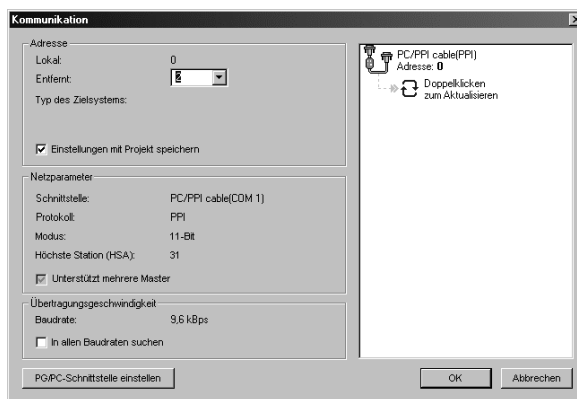 Kommunikation
Adresse
Lokal: 0
Entfernt: 2
Typ des Zielsystems:
Einstellungen mit Projekt speichern
Netzparameter
Schnittstelle: PC/PPI cable(COM 1)
Protokoll: PPI
Modus: 11-Bit
Höchste Station (HSA): 31
Unterstützt mehrere Master
Übertragungsgeschwindigkeit
Baudrate: 9,6 kBps
In allen Baudraten suchen
PG/PC-Schnittstelle einstellen
PC/PPI cable(PPI)
Adresse: 0
Doppelklicken
zum Aktualisieren
OK
Abbrechen